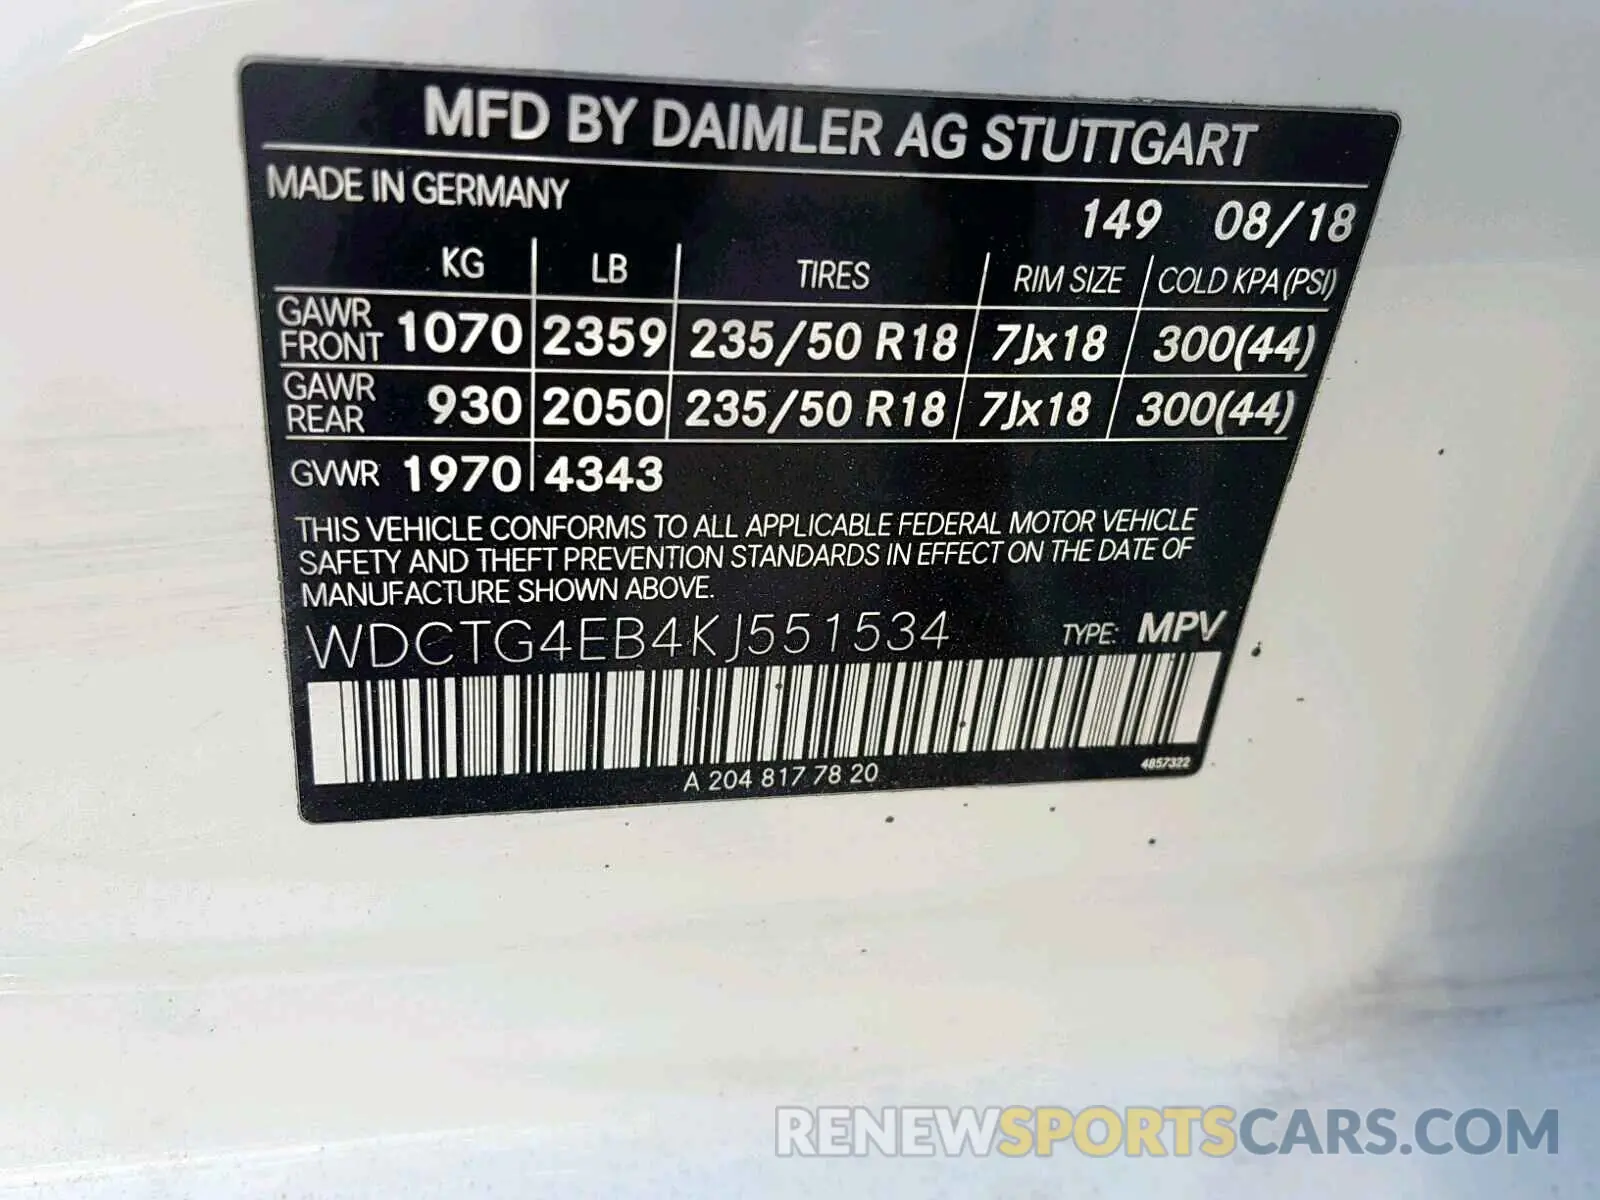 MFD BY DAIMLER AG STUTTGART
MADE IN GERMANY
149 08/18
KG LB TIRES RIM SIZE COLD KPA (PSI)
GAWR FRONT 1070 2359 235/50 R18 7Jx18 300(44)
GAWR REAR 930 2050 235/50 R18 7Jx18 300(44)
GVWR 1970 4343
THIS VEHICLE CONFORMS TO ALL APPLICABLE FEDERAL MOTOR VEHICLE
SAFETY AND THEFT PREVENTION STANDARDS IN EFFECT ON THE DATE OF
MANUFACTURE SHOWN ABOVE.
WDCTG4EB4KJ551534 TYPE: MPV
A 204 817 78 20 4857322
RENEWSPORTSCARS.COM